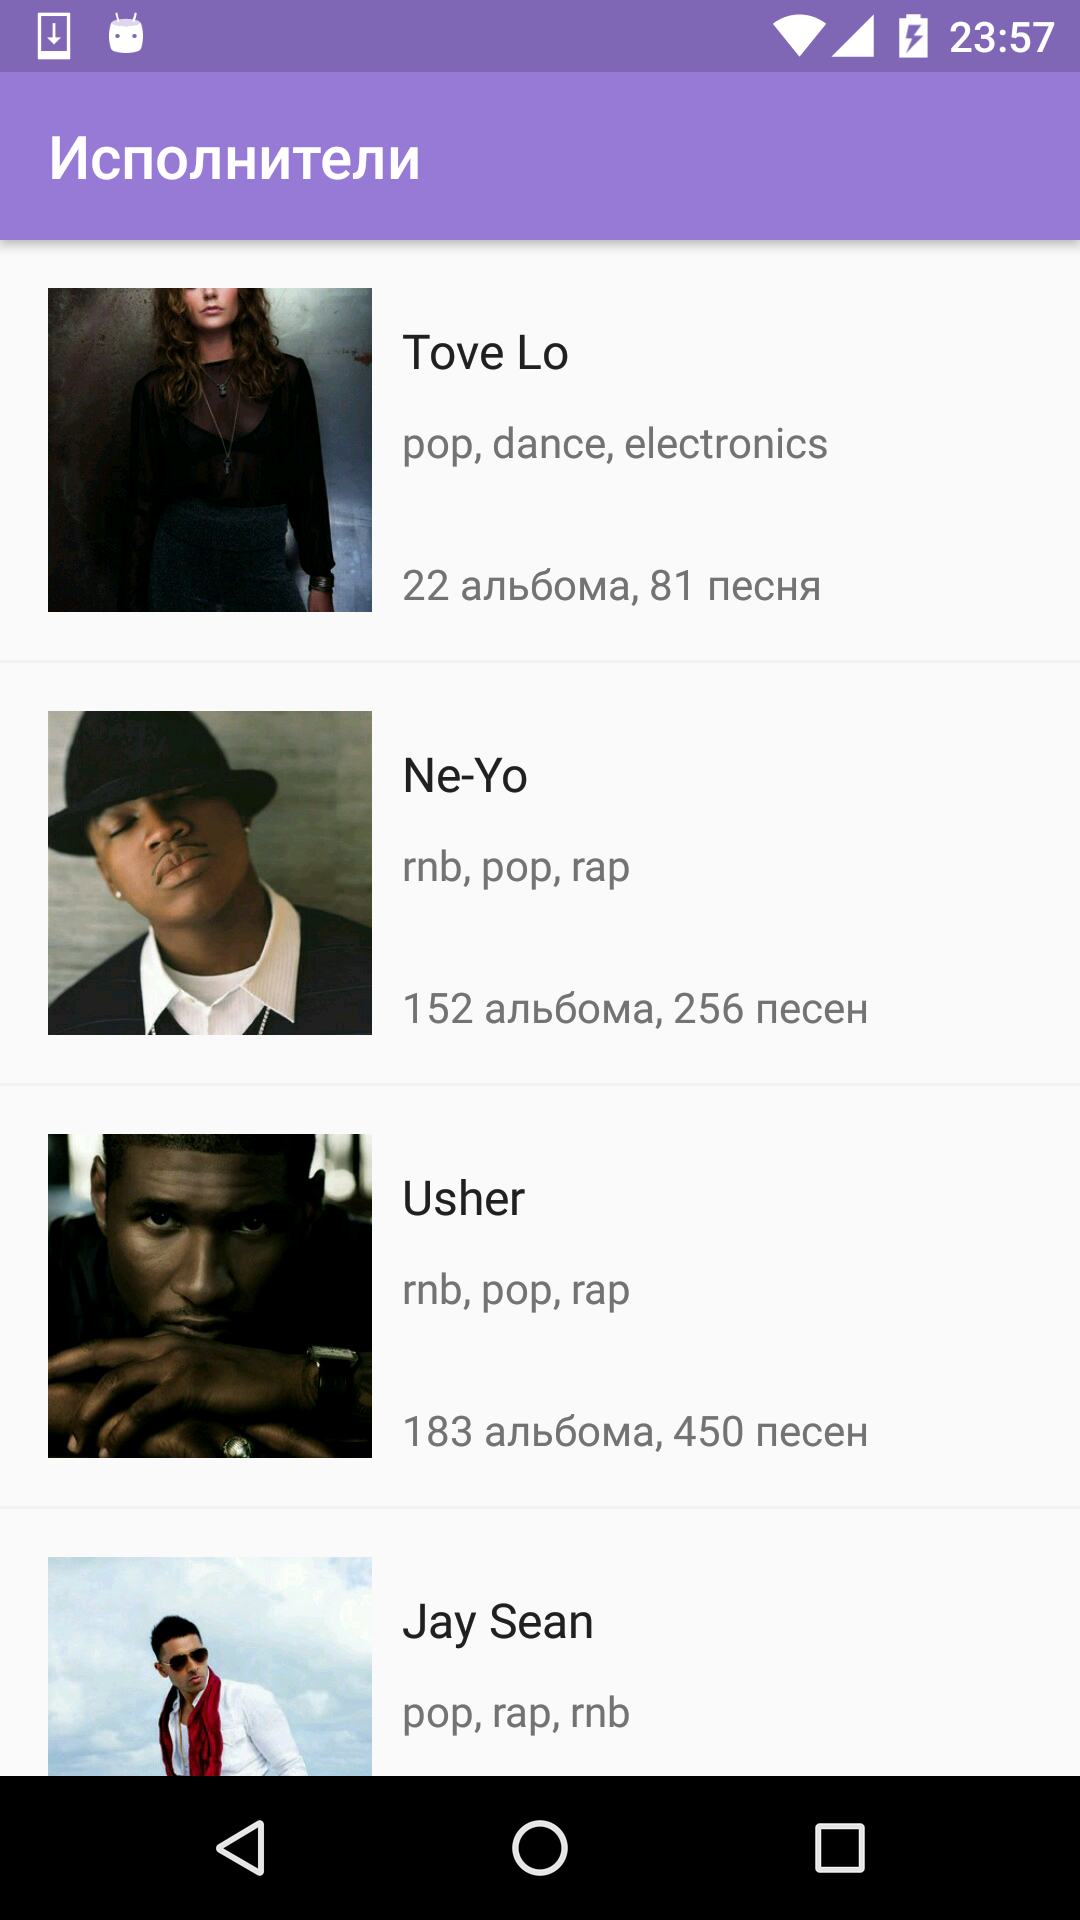 23:57
Исполнители
Tove Lo
pop, dance, electronics
22 альбома, 81 песня
Ne-Yo
rnb, pop, rap
152 альбома, 256 песен
Usher
rnb, pop, rap
183 альбома, 450 песен
Jay Sean
pop, rap, rnb